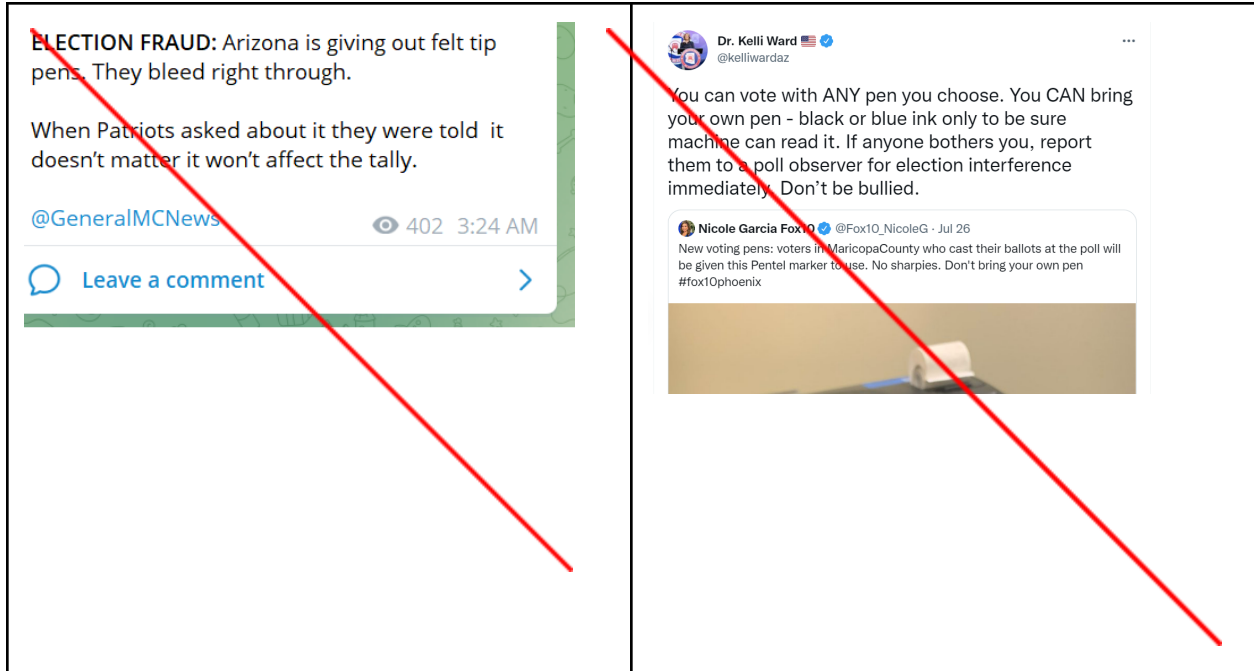 ELECTION FRAUD: Arizona is giving out felt tip
pens. They bleed right through.
When Patriots asked about it they were told  it
doesn’t matter it won’t affect the tally.
@GeneralMCNews
402 3:24 AM
Leave a comment
Dr. Kelli Ward
@kelliwardaz
You can vote with ANY pen you choose. You CAN bring
your own pen - black or blue ink only to be sure
machine can read it. If anyone bothers you, report
them to a poll observer for election interference
immediately. Don’t be bullied.
Nicole Garcia Fox10 @Fox10_NicoleG · Jul 26
New voting pens: voters in MaricopaCounty who cast their ballots at the poll will
be given this Pentel marker to use. No sharpies. Don't bring your own pen
#fox10phoenix